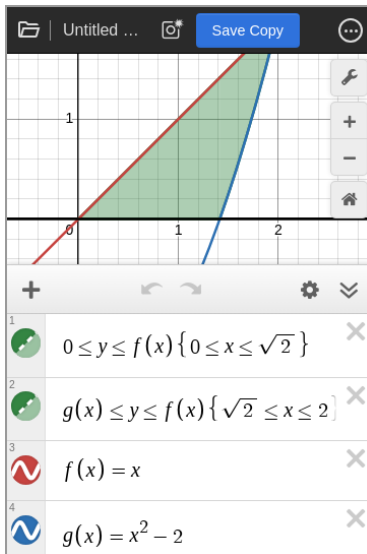 Untitled ... Save Copy
1
0 1 2
1
0 ≤ y ≤ f(x) {0 ≤ x ≤ √2}
2
g(x) ≤ y ≤ f(x) {√2 ≤ x ≤ 2}
3
f(x) = x
4
g(x) = x² − 2